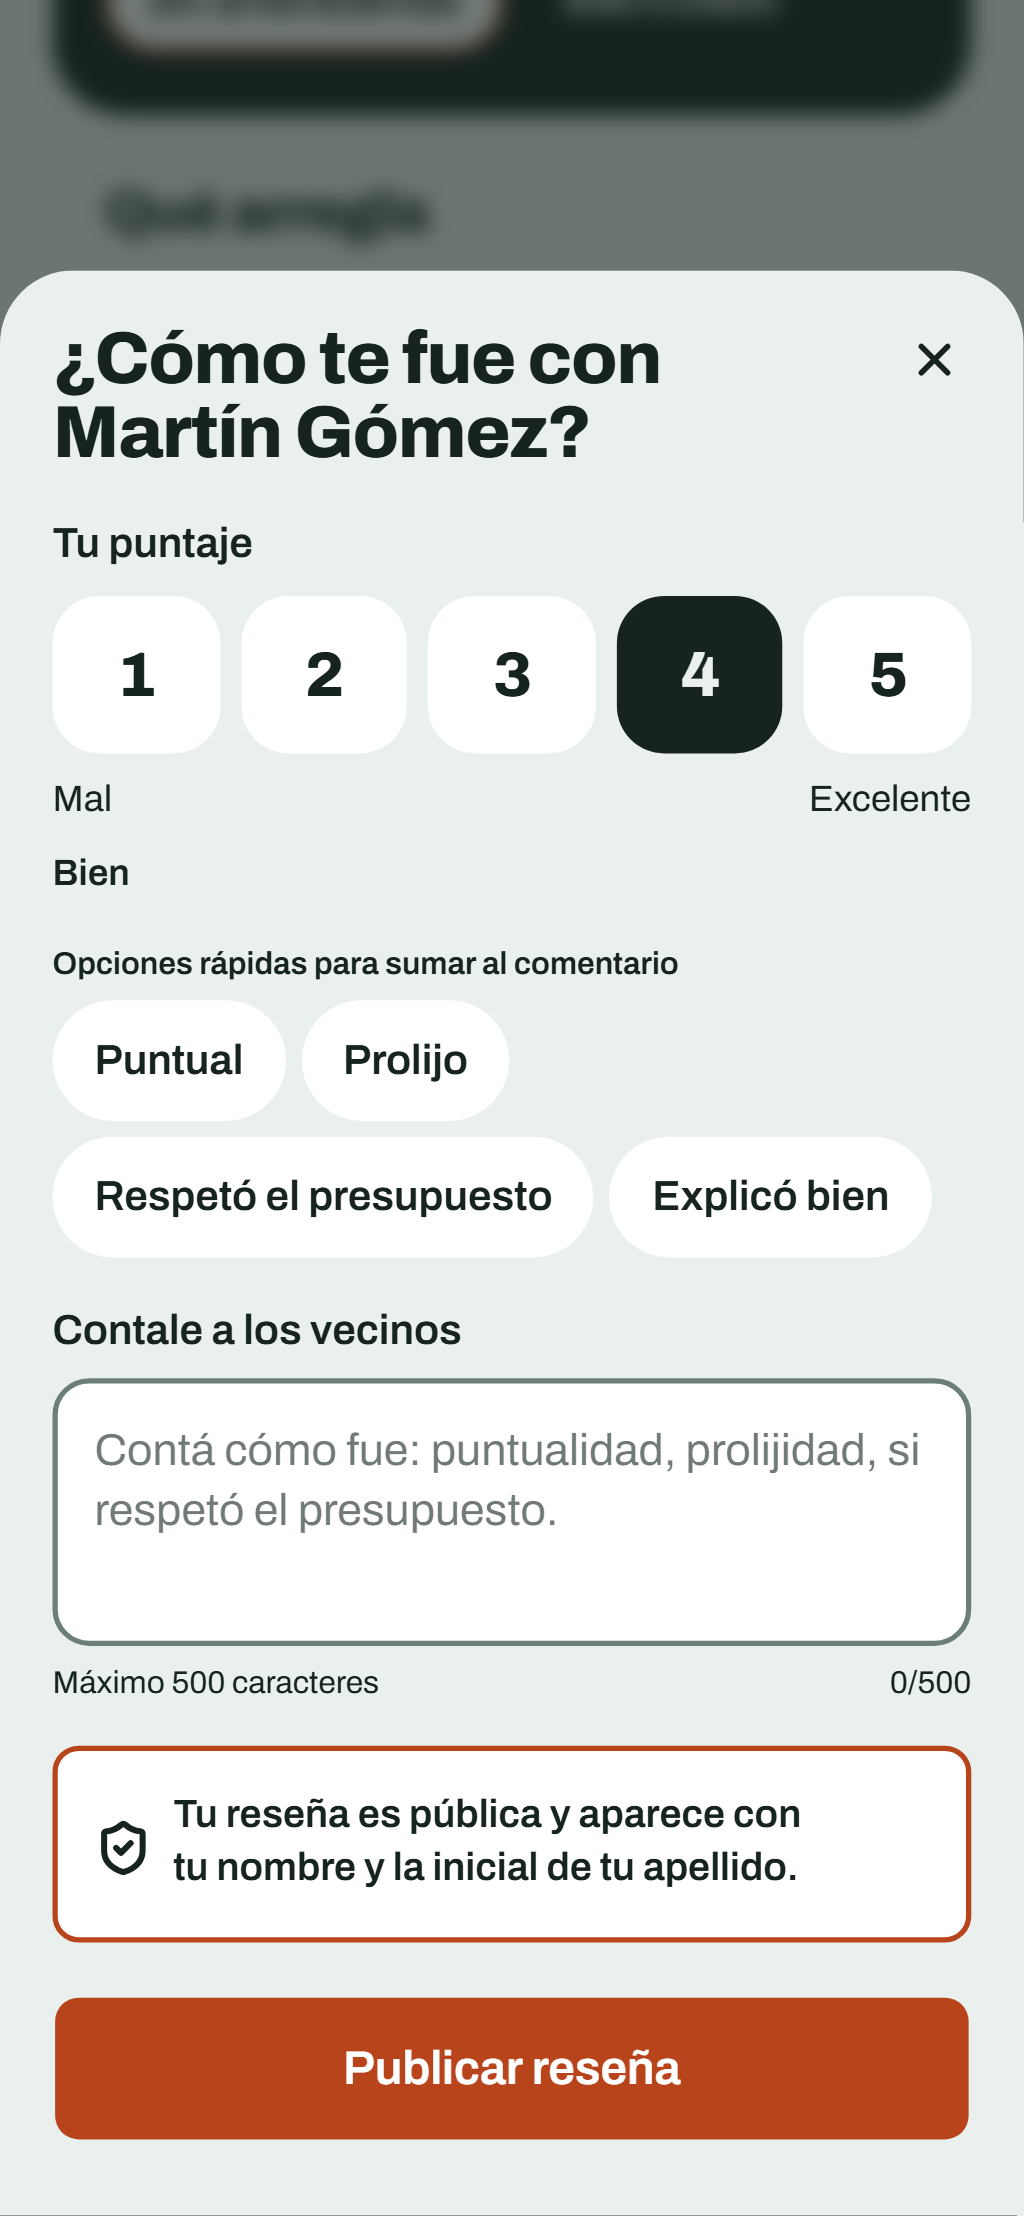 Qué arregla
¿Cómo te fue con
Martín Gómez?
Tu puntaje
1 2 3 4 5
Mal Excelente
Bien
Opciones rápidas para sumar al comentario
Puntual Prolijo
Respetó el presupuesto Explicó bien
Contale a los vecinos
Contá cómo fue: puntualidad, prolijidad, si
respetó el presupuesto.
Máximo 500 caracteres 0/500
Tu reseña es pública y aparece con
tu nombre y la inicial de tu apellido.
Publicar reseña